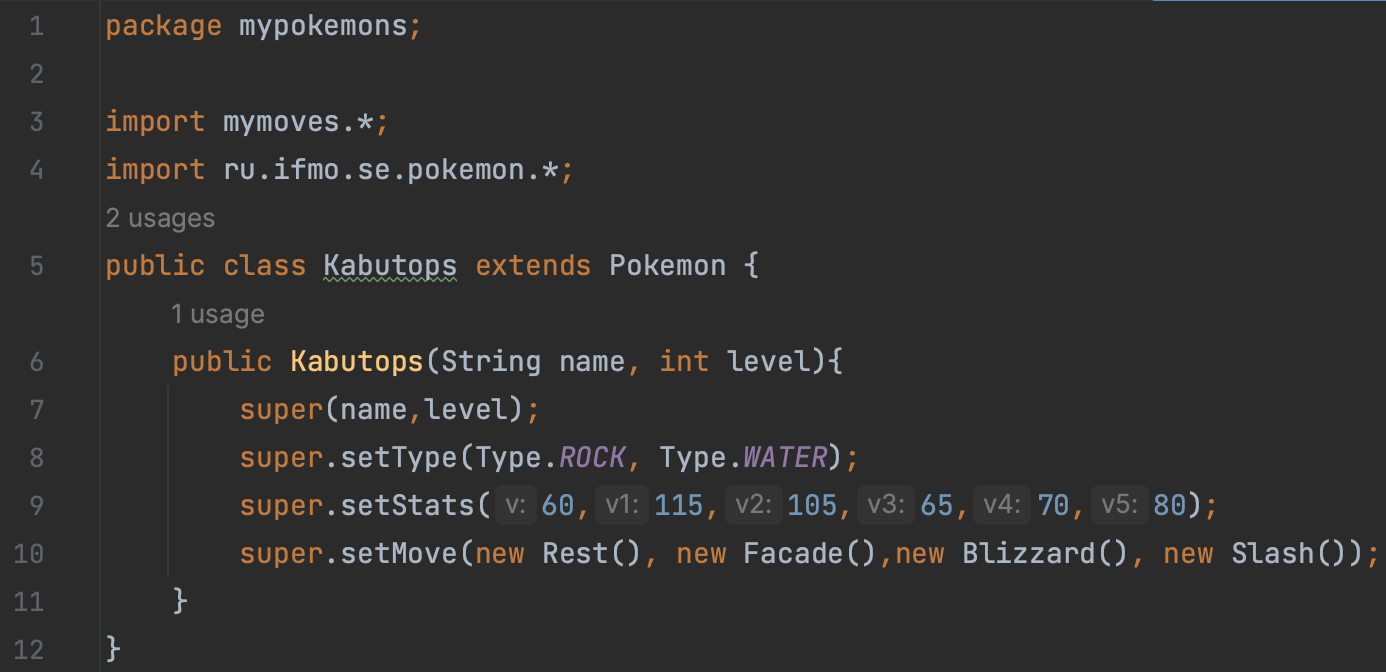 1 package mypokemons;
2
3 import mymoves.*;
4 import ru.ifmo.se.pokemon.*;
2 usages
5 public class Kabutops extends Pokemon {
1 usage
6 public Kabutops(String name, int level){
7 super(name,level);
8 super.setType(Type.ROCK, Type.WATER);
9 super.setStats( v: 60, v1: 115, v2: 105, v3: 65, v4: 70, v5: 80);
10 super.setMove(new Rest(), new Facade(),new Blizzard(), new Slash());
11 }
12 }